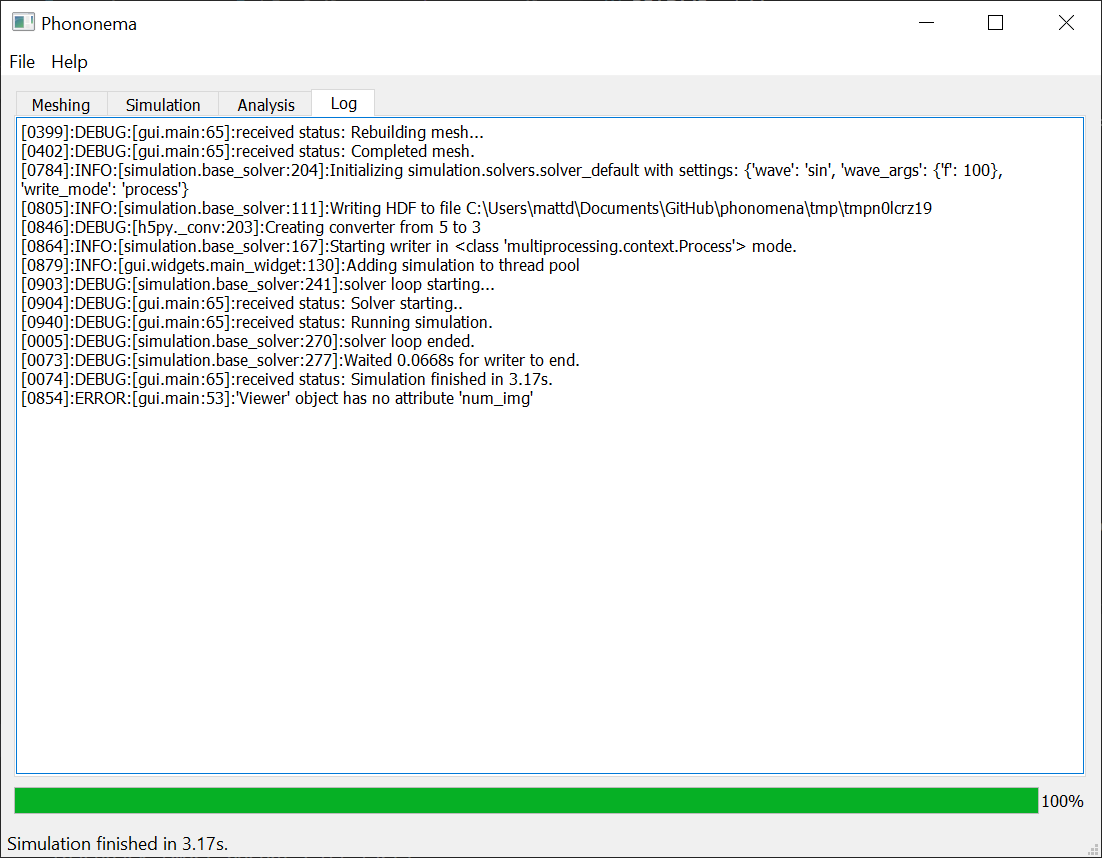 Phononema
File Help
Meshing Simulation Analysis Log
[0399]:DEBUG:[gui.main:65]:received status: Rebuilding mesh...
[0402]:DEBUG:[gui.main:65]:received status: Completed mesh.
[0784]:INFO:[simulation.base_solver:204]:Initializing simulation.solvers.solver_default with settings: {'wave': 'sin', 'wave_args': {'f': 100},
'write_mode': 'process'}
[0805]:INFO:[simulation.base_solver:111]:Writing HDF to file C:\Users\mattd\Documents\GitHub\phonomena\tmp\tmpn0lcrz19
[0846]:DEBUG:[h5py._conv:203]:Creating converter from 5 to 3
[0864]:INFO:[simulation.base_solver:167]:Starting writer in <class 'multiprocessing.context.Process'> mode.
[0879]:INFO:[gui.widgets.main_widget:130]:Adding simulation to thread pool
[0903]:DEBUG:[simulation.base_solver:241]:solver loop starting...
[0904]:DEBUG:[gui.main:65]:received status: Solver starting..
[0940]:DEBUG:[gui.main:65]:received status: Running simulation.
[0005]:DEBUG:[simulation.base_solver:270]:solver loop ended.
[0073]:DEBUG:[simulation.base_solver:277]:Waited 0.0668s for writer to end.
[0074]:DEBUG:[gui.main:65]:received status: Simulation finished in 3.17s.
[0854]:ERROR:[gui.main:53]:'Viewer' object has no attribute 'num_img'
100%
Simulation finished in 3.17s.